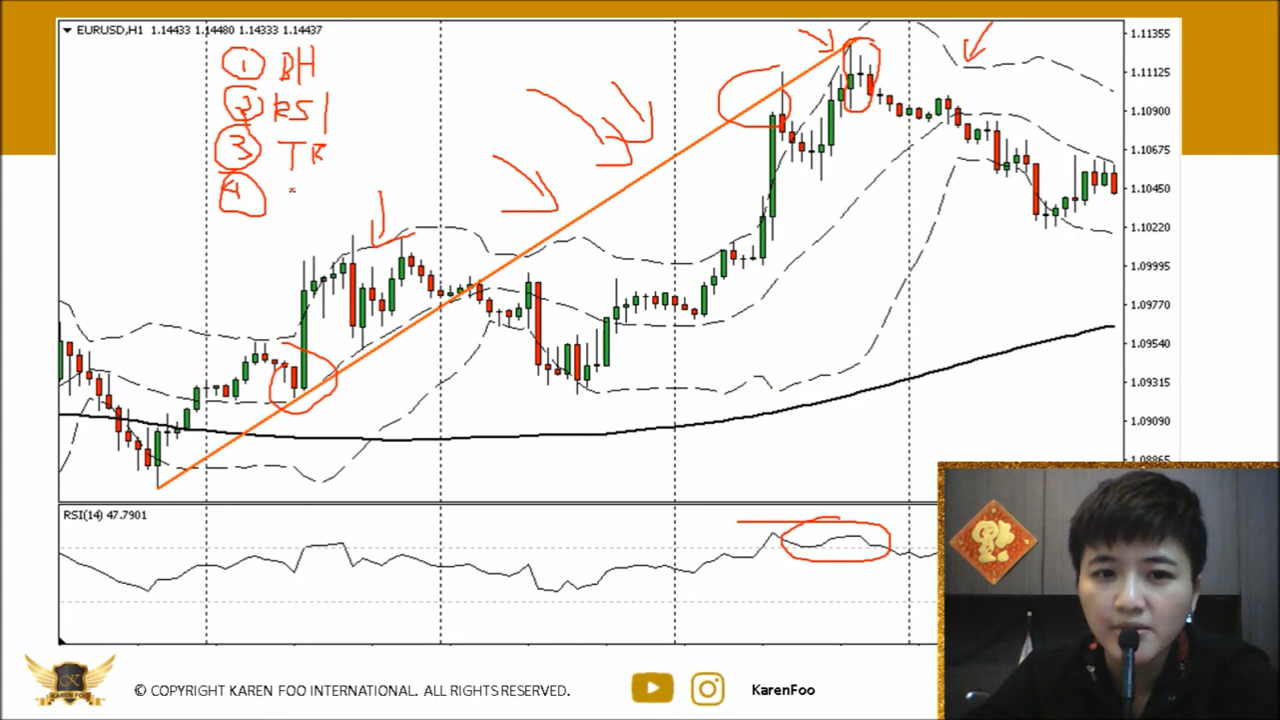 EURUSD,H1 1.14433 1.14480 1.14333 1.14437
1 BH
2 RSI
3 TR
4
1.11355
1.11125
1.10900
1.10675
1.10450
1.10220
1.09995
1.09770
1.09540
1.09315
1.09090
1.08865
RSI(14) 47.7901
福
KAREN FOO
© COPYRIGHT KAREN FOO INTERNATIONAL. ALL RIGHTS RESERVED.
KarenFoo